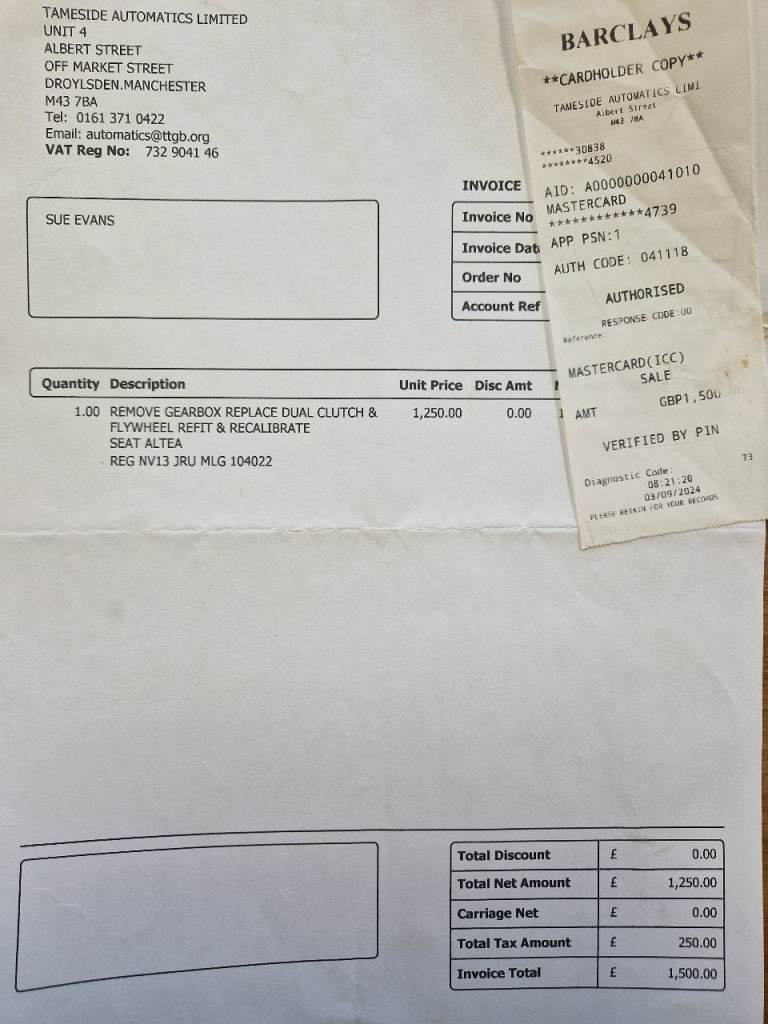 TAMESIDE AUTOMATICS LIMITED
UNIT 4
ALBERT STREET
OFF MARKET STREET
DROYLSDEN.MANCHESTER
M43 7BA
Tel: 0161 371 0422
Email: automatics@ttgb.org
VAT Reg No: 732 9041 46
SUE EVANS
INVOICE
Invoice No
Invoice Dat
Order No
Account Ref
Quantity Description Unit Price Disc Amt
1.00 REMOVE GEARBOX REPLACE DUAL CLUTCH & 1,250.00 0.00
FLYWHEEL REFIT & RECALIBRATE
SEAT ALTEA
REG NV13 JRU MLG 104022
Total Discount £ 0.00
Total Net Amount £ 1,250.00
Carriage Net £ 0.00
Total Tax Amount £ 250.00
Invoice Total £ 1,500.00
BARCLAYS
**CARDHOLDER COPY**
TAMESIDE AUTOMATICS LIMI
Albert Street
M43 7BA
******30838
********4520
AID: A0000000041010
MASTERCARD
************4739
APP PSN:1
AUTH CODE: 041118
AUTHORISED
RESPONSE CODE:00
Reference:
MASTERCARD(ICC)
SALE
AMT GBP1,500.00
VERIFIED BY PIN
73
Diagnostic Code:
08:21:20
03/09/2024
PLEASE RETAIN FOR YOUR RECORDS